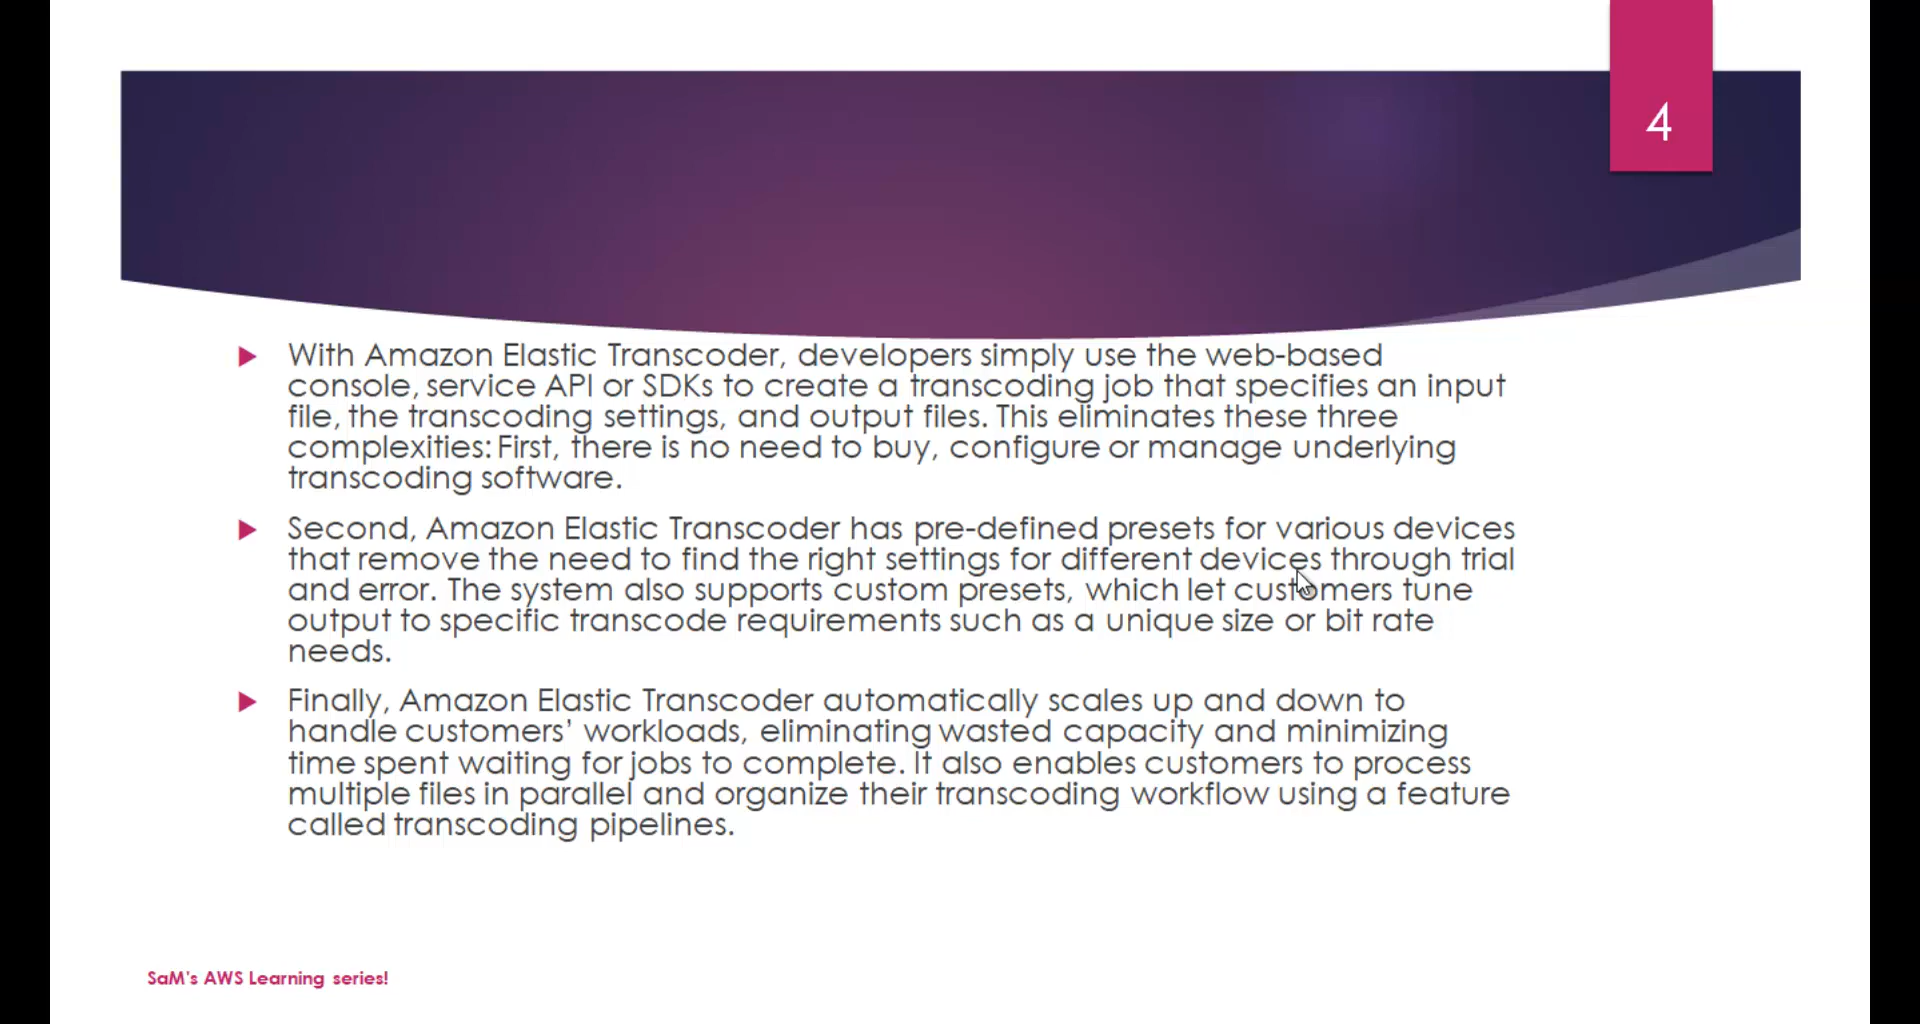 4
With Amazon Elastic Transcoder, developers simply use the web-based
console, service API or SDKs to create a transcoding job that specifies an input
file, the transcoding settings, and output files. This eliminates these three
complexities: First, there is no need to buy, configure or manage underlying
transcoding software.
Second, Amazon Elastic Transcoder has pre-defined presets for various devices
that remove the need to find the right settings for different devices through trial
and error. The system also supports custom presets, which let customers tune
output to specific transcode requirements such as a unique size or bit rate
needs.
Finally, Amazon Elastic Transcoder automatically scales up and down to
handle customers’ workloads, eliminating wasted capacity and minimizing
time spent waiting for jobs to complete. It also enables customers to process
multiple files in parallel and organize their transcoding workflow using a feature
called transcoding pipelines.
SaM's AWS Learning series!